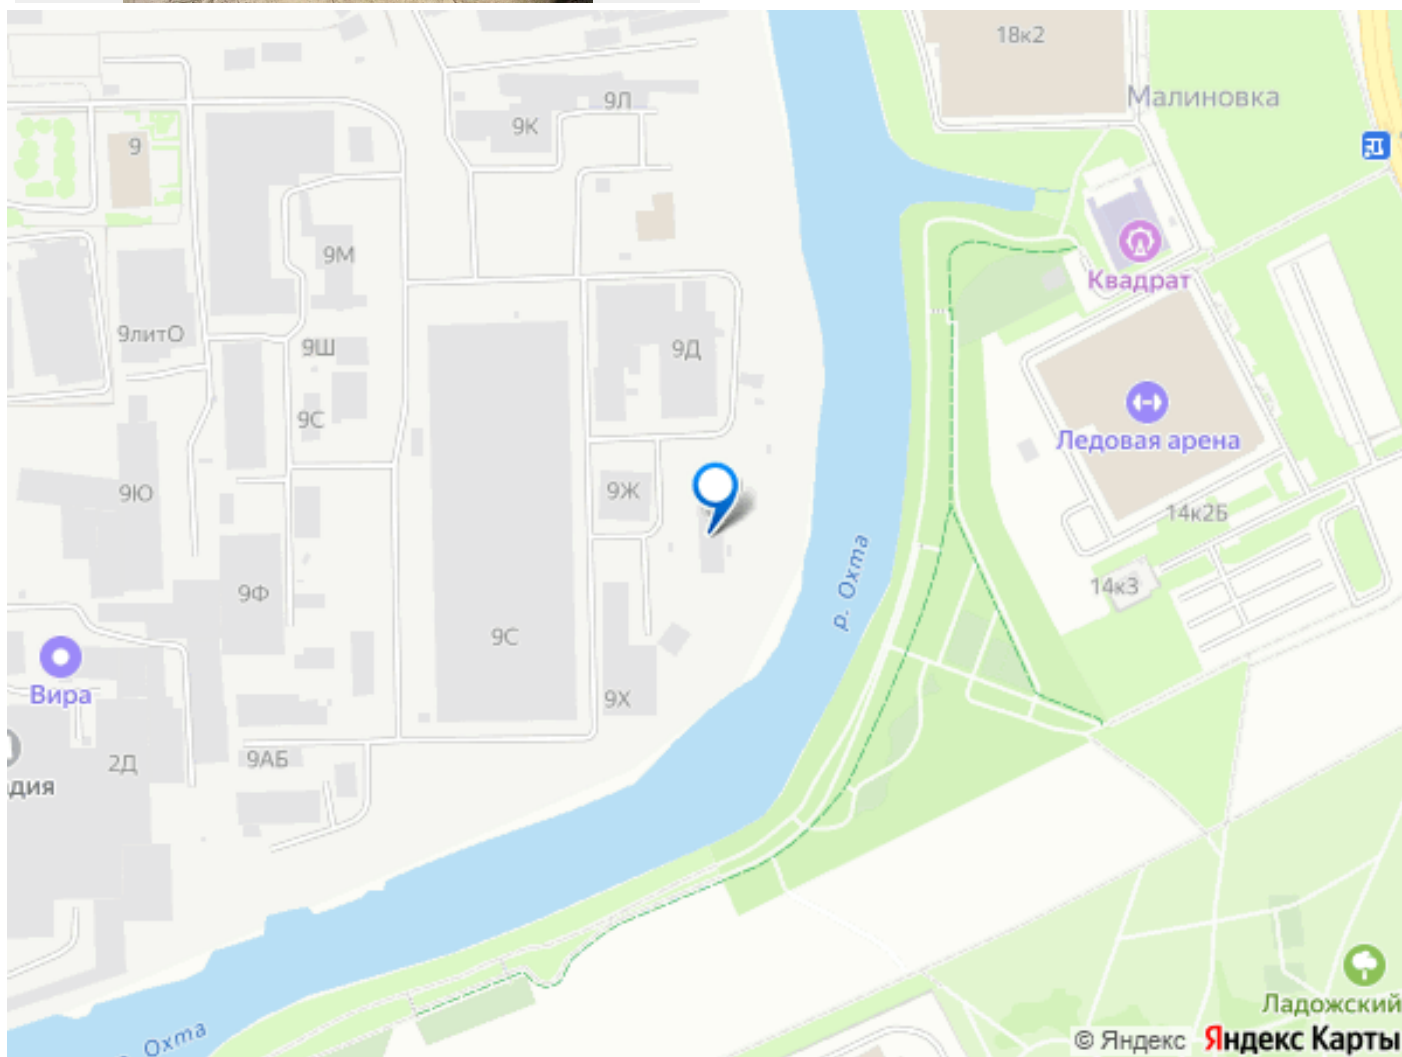 18к2
Малиновка
9Л
9К
9
9М
Квадрат
9литО
9Ш
9Д
9С
Ледовая арена
9Ю
9Ж
14к2Б
р. Охта
14к3
9Ф
9С
Вира
9Х
9АБ
2Д
дия
Ладожский
. Охта
© Яндекс Яндекс Карты